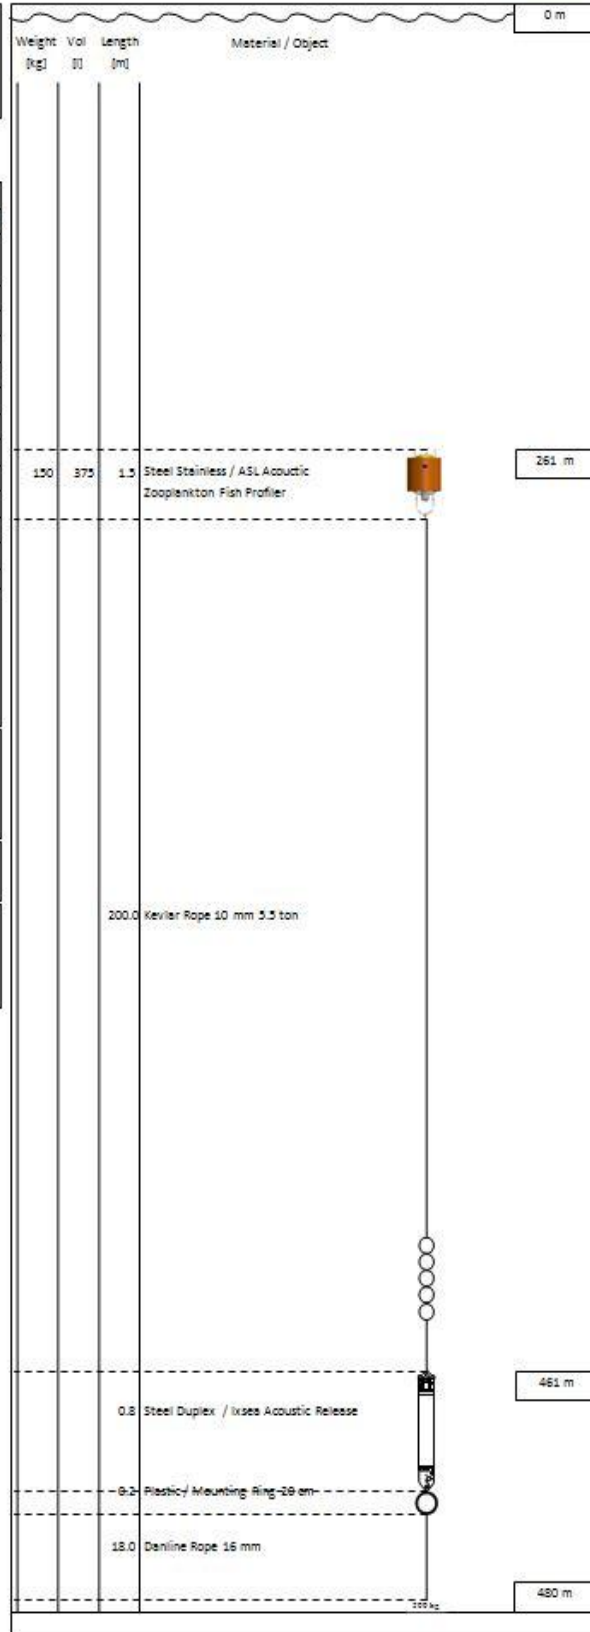 0 m
Weight Vol Length Material / Object
[kg] [l] [m]
261 m
150 375 1.5 Steel Stainless / ASL Acoustic
Zooplankton Fish Profiler
200.0 Kevlar Rope 10 mm 5.5 ton
461 m
0.8 Steel Duplex / Ixsea Acoustic Release
0.2 Plastic / Mounting Ring 20 cm
18.0 Danline Rope 16 mm
480 m
kg